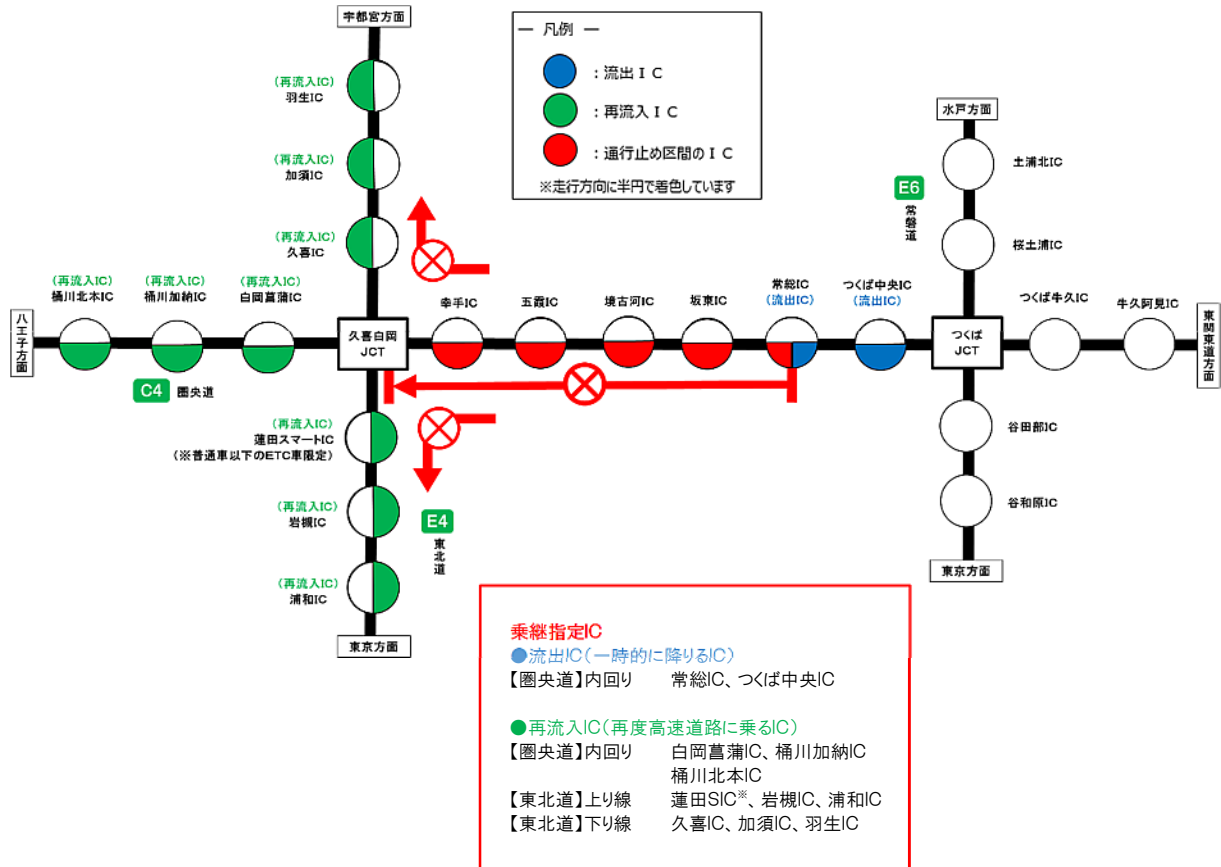 宇都宮方面
― 凡例 ―
：流出ＩＣ
：再流入ＩＣ
：通行止め区間のＩＣ
※走行方向に半円で着色しています
(再流入IC)
羽生IC
(再流入IC)
加須IC
(再流入IC)
久喜IC
水戸方面
土浦北IC
E6
常磐道
桜土浦IC
(再流入IC)
桶川北本IC
(再流入IC)
桶川加納IC
(再流入IC)
白岡菖蒲IC
幸手IC
五霞IC
境古河IC
坂東IC
常総IC
(流出IC)
つくば中央IC
(流出IC)
つくば牛久IC
牛久阿見IC
八王子方面
久喜白岡
JCT
つくば
JCT
東関東道方面
C4
圏央道
(再流入IC)
蓮田スマートIC
(※普通車以下のETC車限定)
(再流入IC)
岩槻IC
(再流入IC)
浦和IC
東京方面
E4
東北道
谷田部IC
谷和原IC
東京方面
乗継指定IC
●流出IC(一時的に降りるIC)
【圏央道】内回り 常総IC、つくば中央IC
●再流入IC(再度高速道路に乗るIC)
【圏央道】内回り 白岡菖蒲IC、桶川加納IC
桶川北本IC
【東北道】上り線 蓮田SIC※、岩槻IC、浦和IC
【東北道】下り線 久喜IC、加須IC、羽生IC